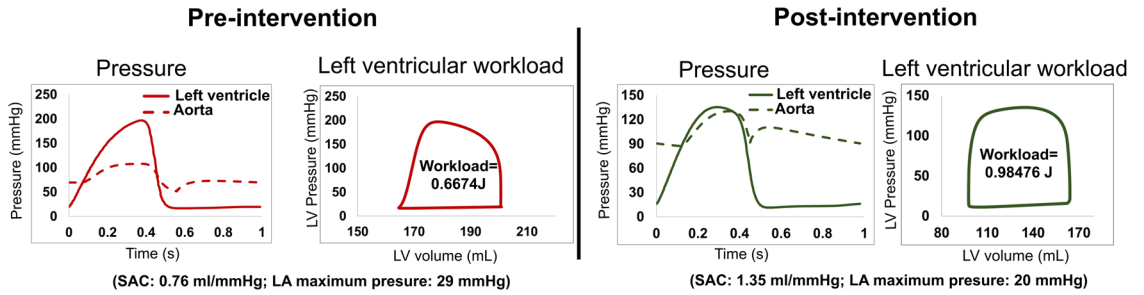 Pre-intervention
Pressure
Left ventricular workload
Pressure (mmHg)
250
200
150
100
50
0
Left ventricle
Aorta
0 0.2 0.4 0.6 0.8 1
Time (s)
LV Pressure (mmHg)
250
200
150
100
50
0
Workload=
0.6674J
150 170 190 210
LV volume (mL)
(SAC: 0.76 ml/mmHg; LA maximum presure: 29 mmHg)
Post-intervention
Pressure
Left ventricular workload
Pressure (mmHg)
150
120
90
60
30
0
Left ventricle
Aorta
0 0.2 0.4 0.6 0.8 1
Time (s)
LV Pressure (mmHg)
150
100
50
0
Workload=
0.98476 J
80 110 140 170
LV volume (mL)
(SAC: 1.35 ml/mmHg; LA maximum presure: 20 mmHg)